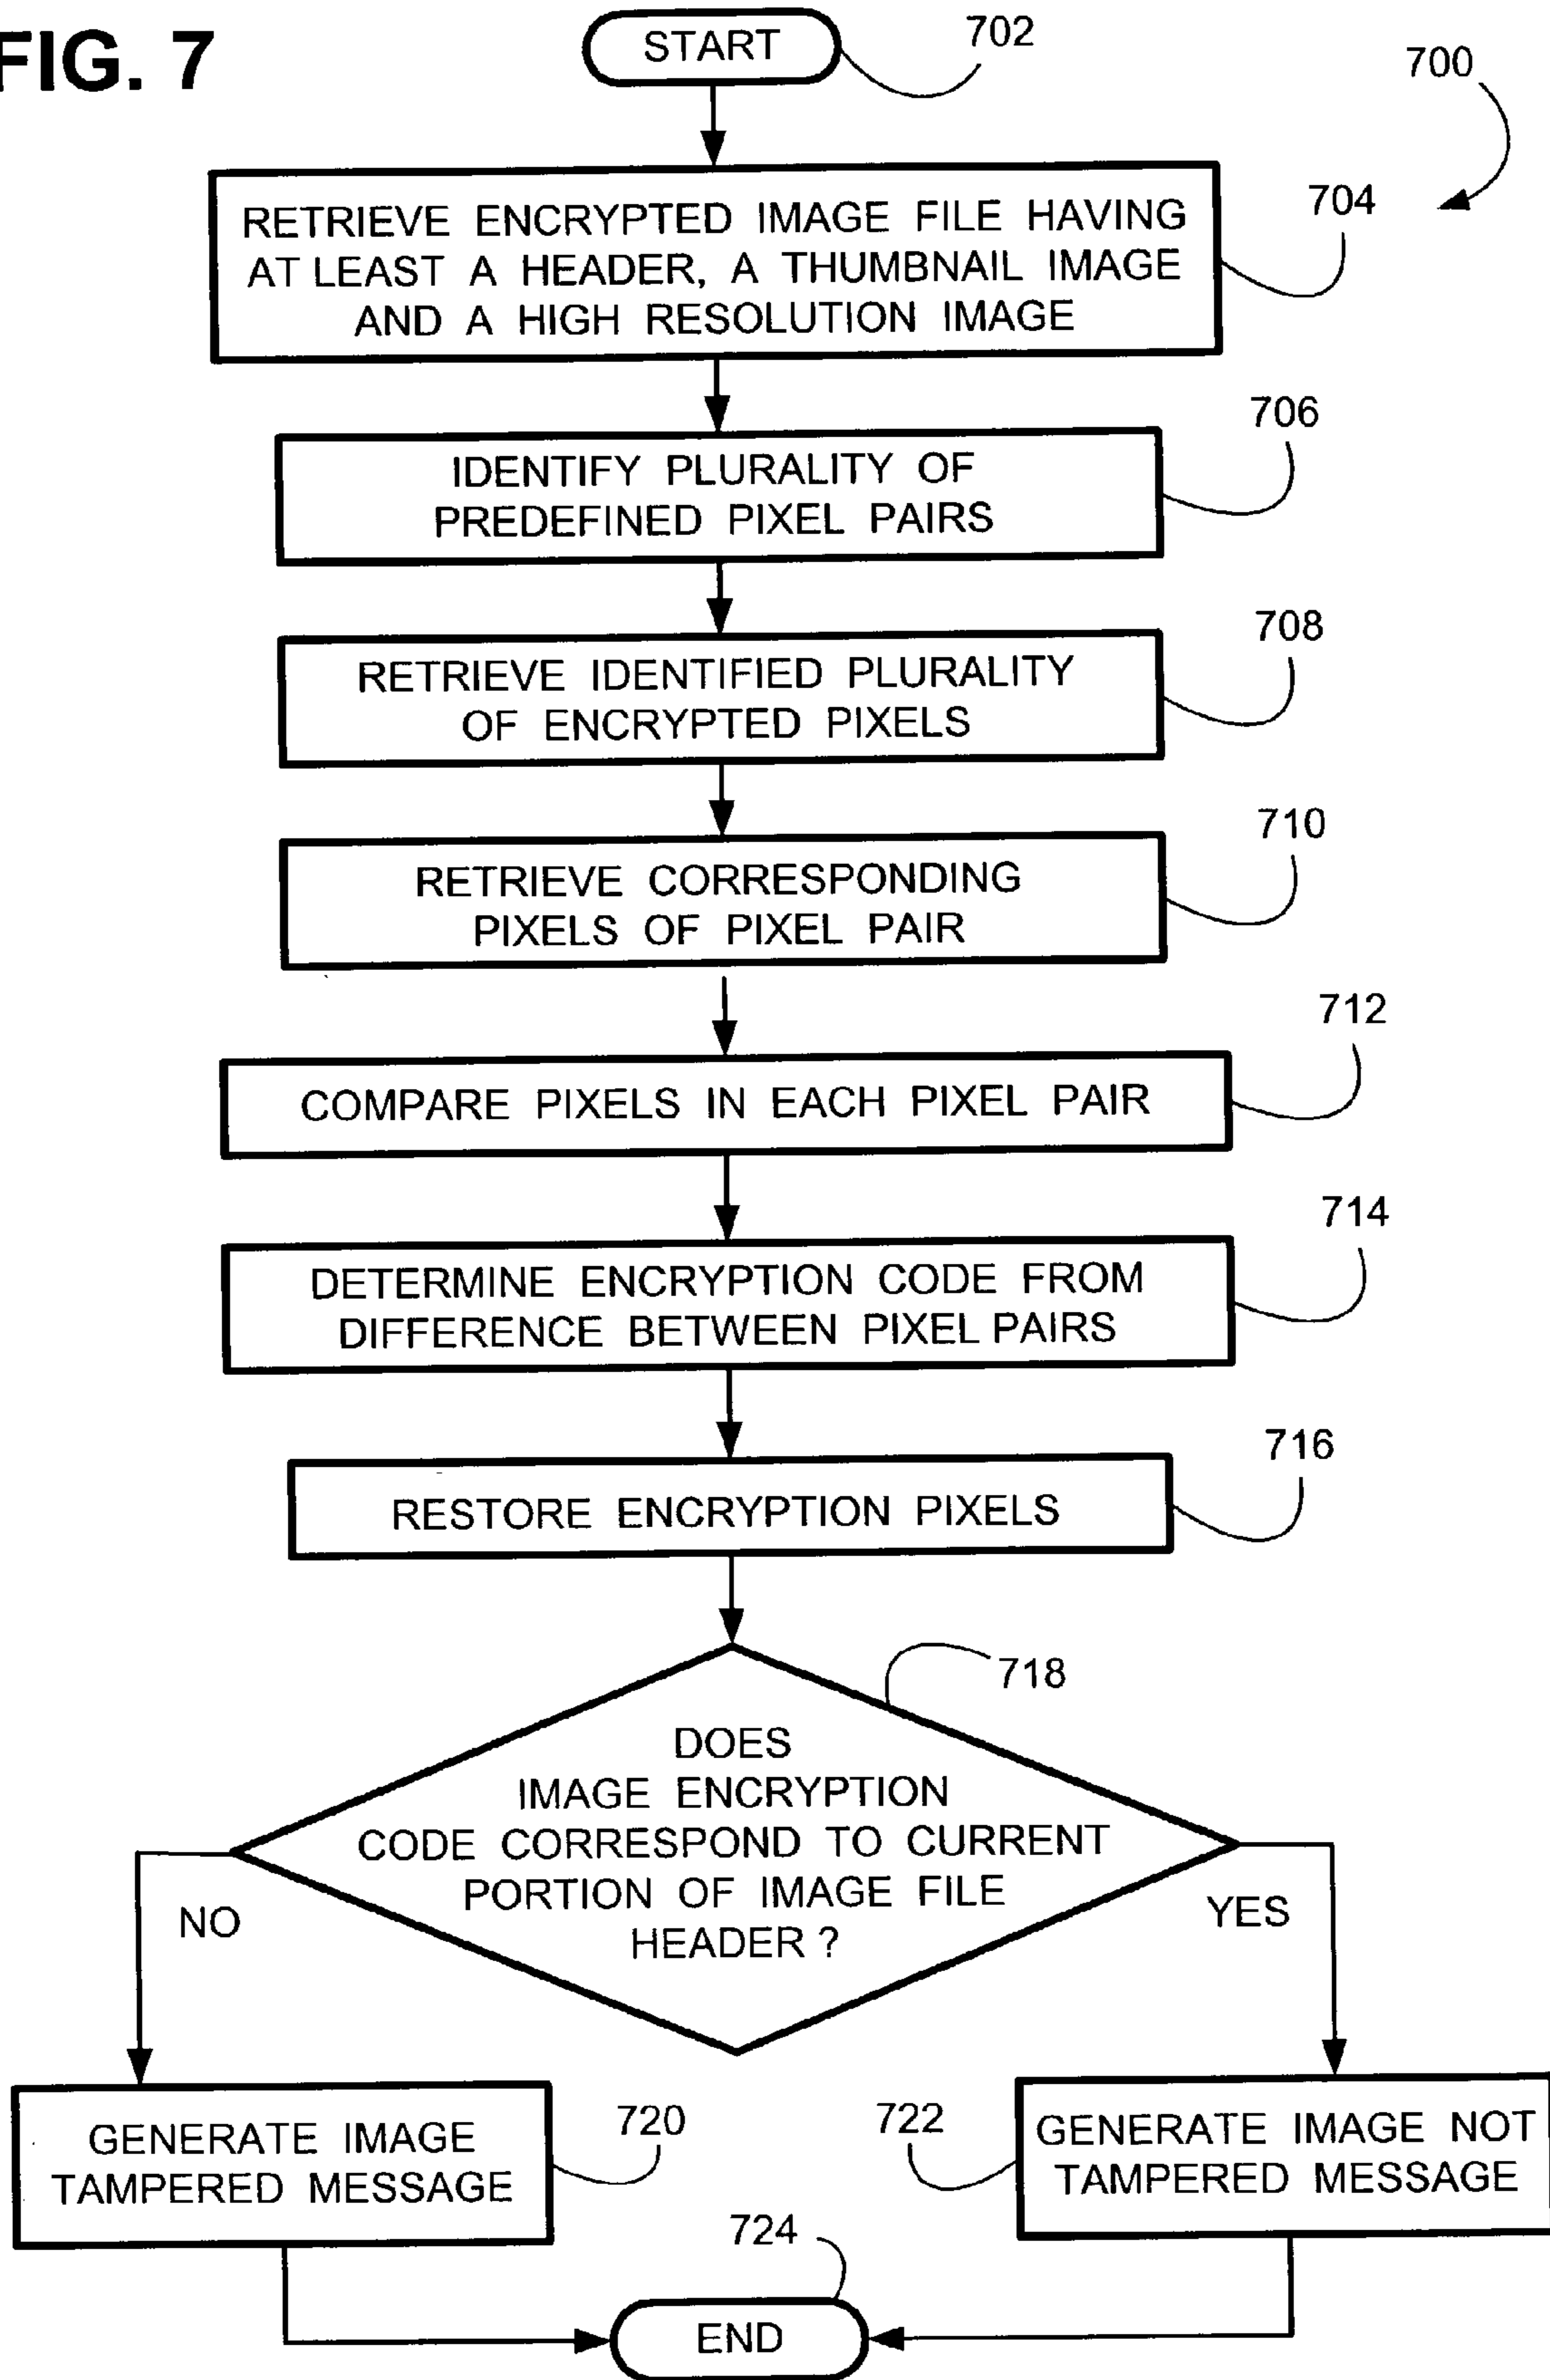 FIG. 7
START
702
700
RETRIEVE ENCRYPTED IMAGE FILE HAVING
AT LEAST A HEADER, A THUMBNAIL IMAGE
AND A HIGH RESOLUTION IMAGE
704
IDENTIFY PLURALITY OF
PREDEFINED PIXEL PAIRS
706
RETRIEVE IDENTIFIED PLURALITY
OF ENCRYPTED PIXELS
708
RETRIEVE CORRESPONDING
PIXELS OF PIXEL PAIR
710
COMPARE PIXELS IN EACH PIXEL PAIR
712
DETERMINE ENCRYPTION CODE FROM
DIFFERENCE BETWEEN PIXEL PAIRS
714
RESTORE ENCRYPTION PIXELS
716
DOES
IMAGE ENCRYPTION
CODE CORRESPOND TO CURRENT
PORTION OF IMAGE FILE
HEADER ?
718
NO
YES
GENERATE IMAGE
TAMPERED MESSAGE
720
722
GENERATE IMAGE NOT
TAMPERED MESSAGE
724
END